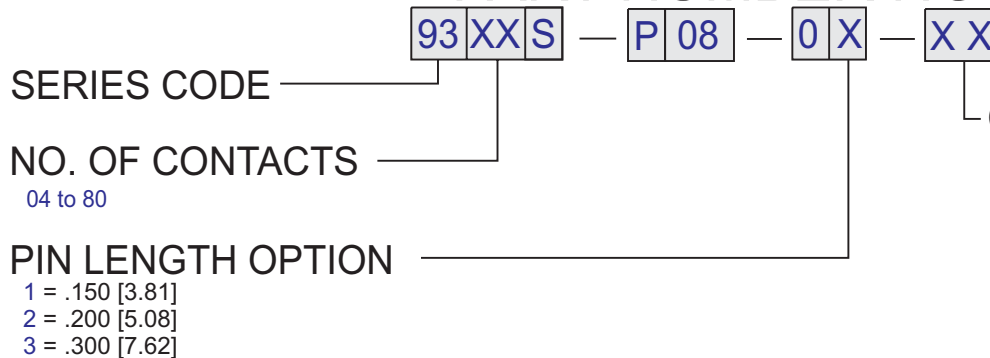 93 XX S — P 08 — 0 X — X X
SERIES CODE
NO. OF CONTACTS
04 to 80
PIN LENGTH OPTION
1 = .150 [3.81]
2 = .200 [5.08]
3 = .300 [7.62]